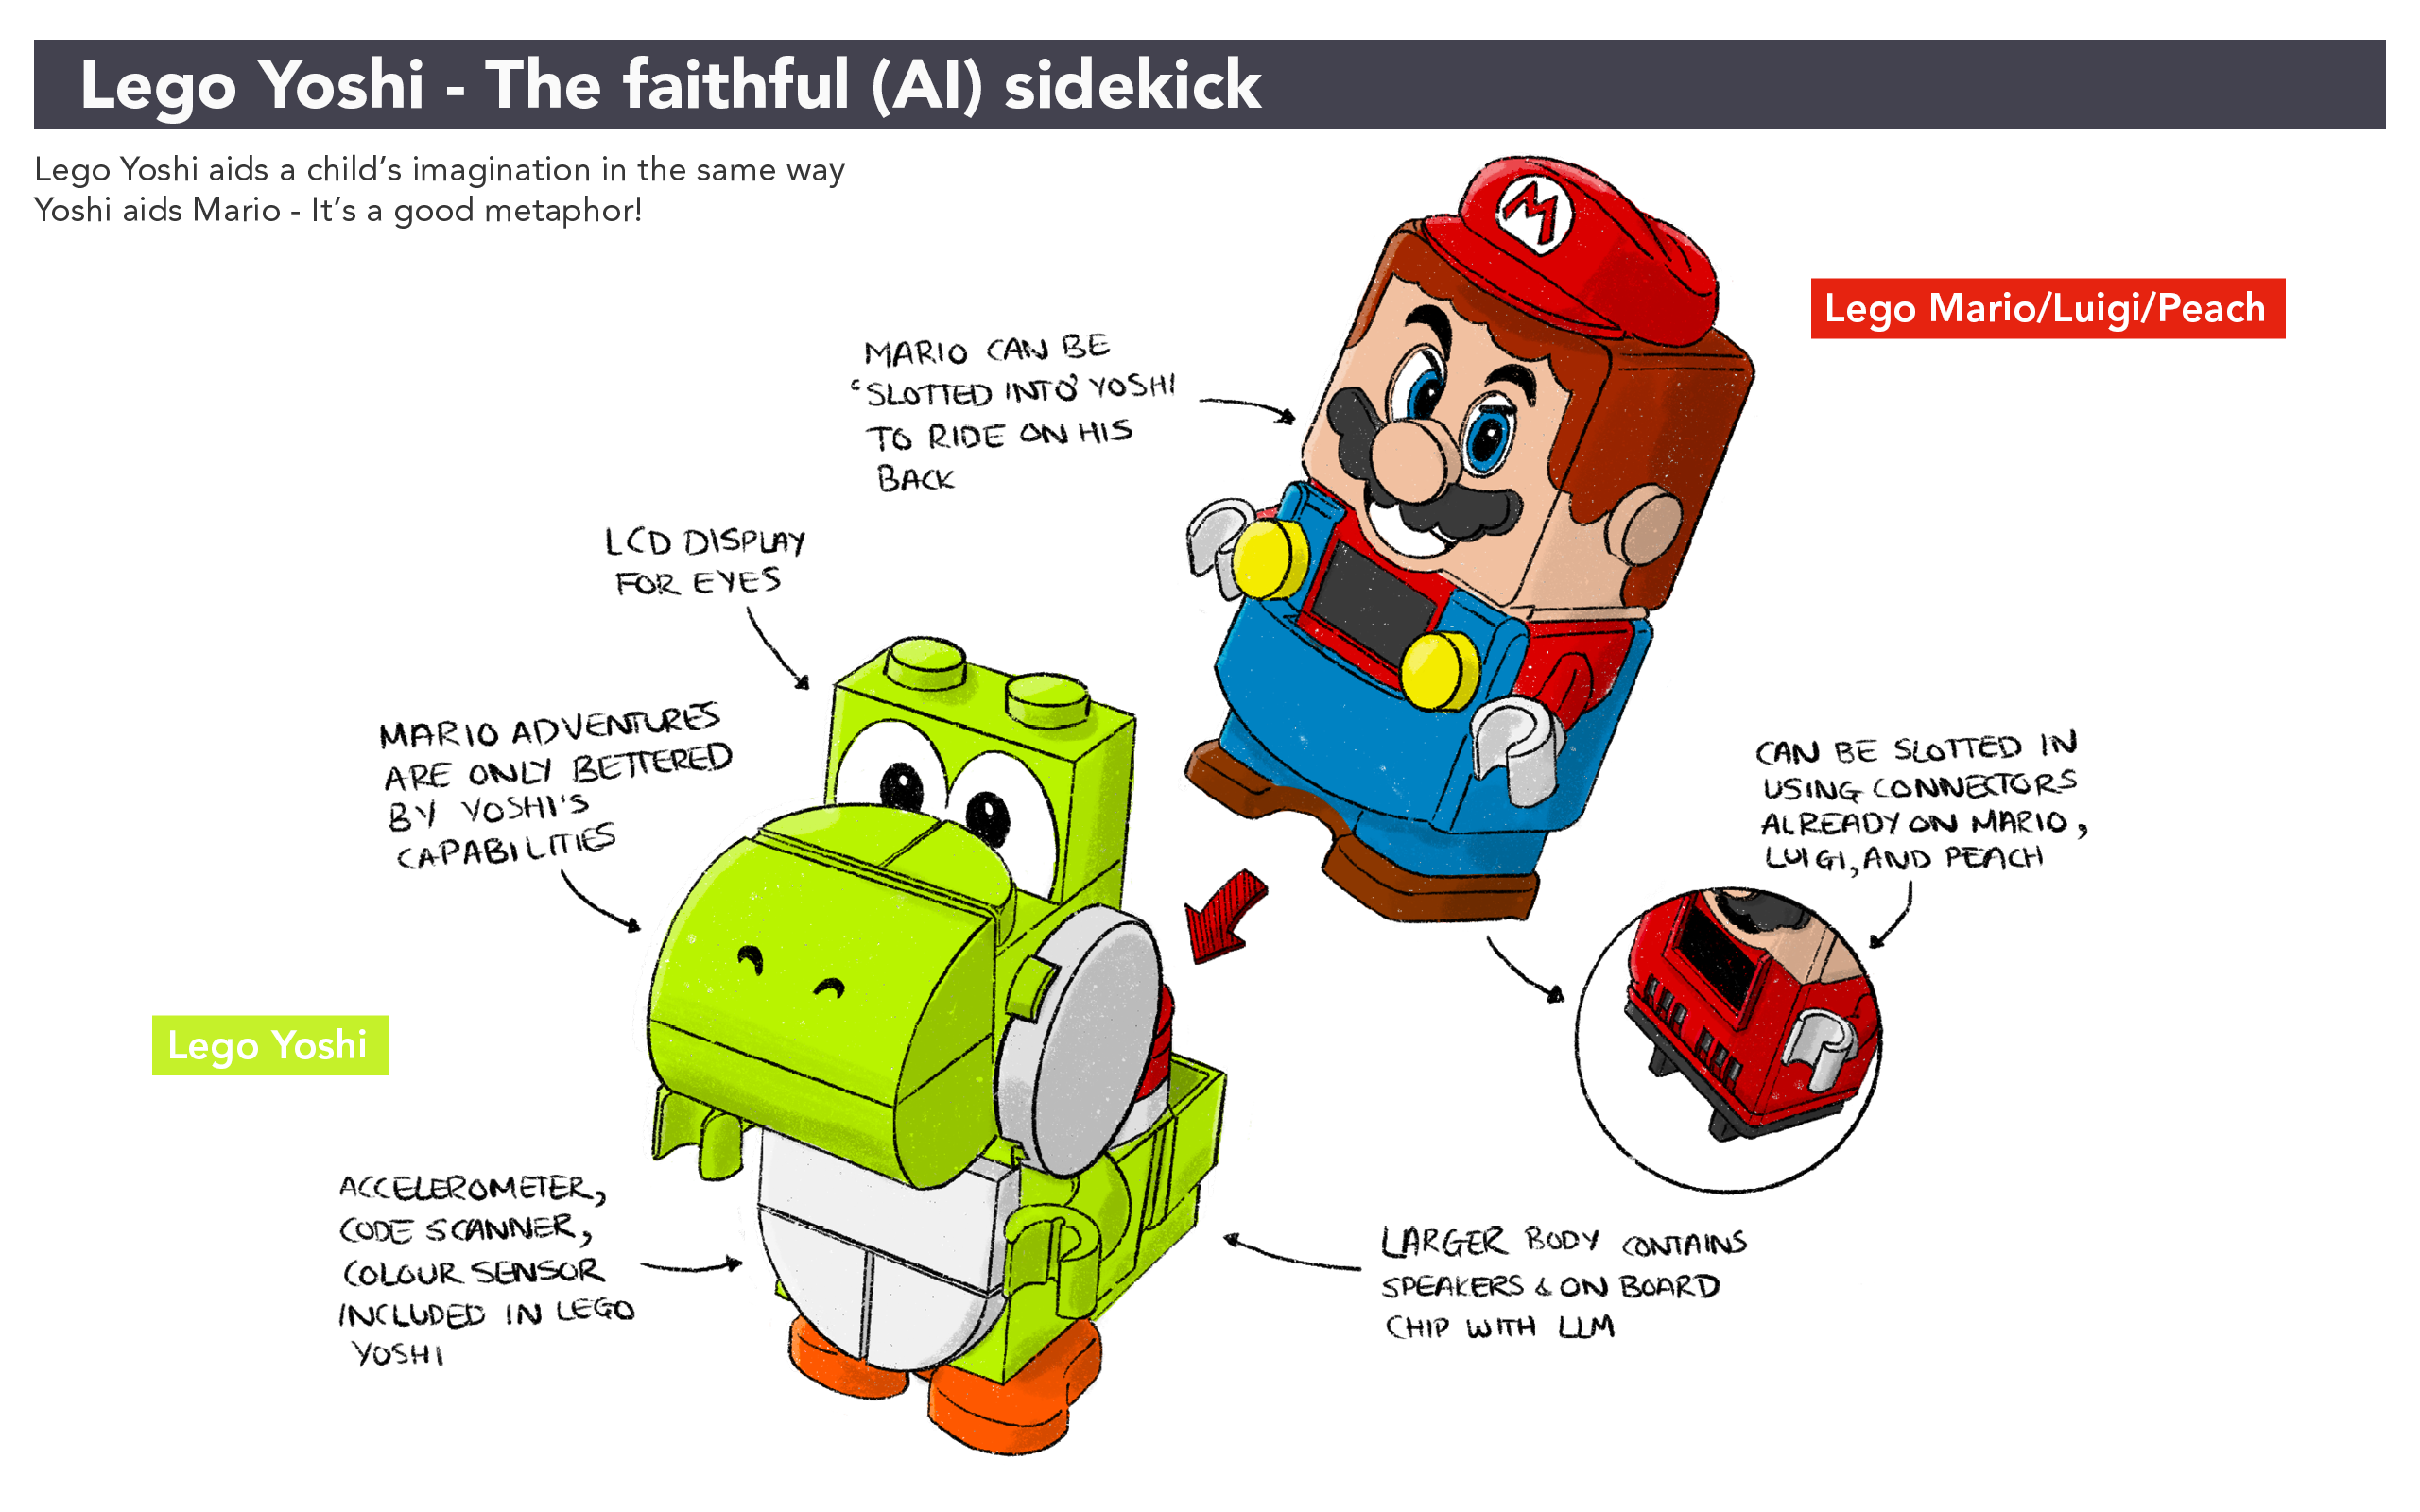 Lego Yoshi - The faithful (AI) sidekick
Lego Yoshi aids a child's imagination in the same way
Yoshi aids Mario - It's a good metaphor!
M
Lego Mario/Luigi/Peach
MARIO CAN BE
'SLOTTED INTO' YOSHI
TO RIDE ON HIS
BACK
LCD DISPLAY
FOR EYES
MARIO ADVENTURES
ARE ONLY BETTERED
BY YOSHI'S
CAPABILITIES
CAN BE SLOTTED IN
USING CONNECTORS
ALREADY ON MARIO,
LUIGI, AND PEACH
Lego Yoshi
ACCELEROMETER,
CODE SCANNER,
COLOUR SENSOR
INCLUDED IN LEGO
YOSHI
LARGER BODY CONTAINS
SPEAKERS & ON BOARD
CHIP WITH LLM